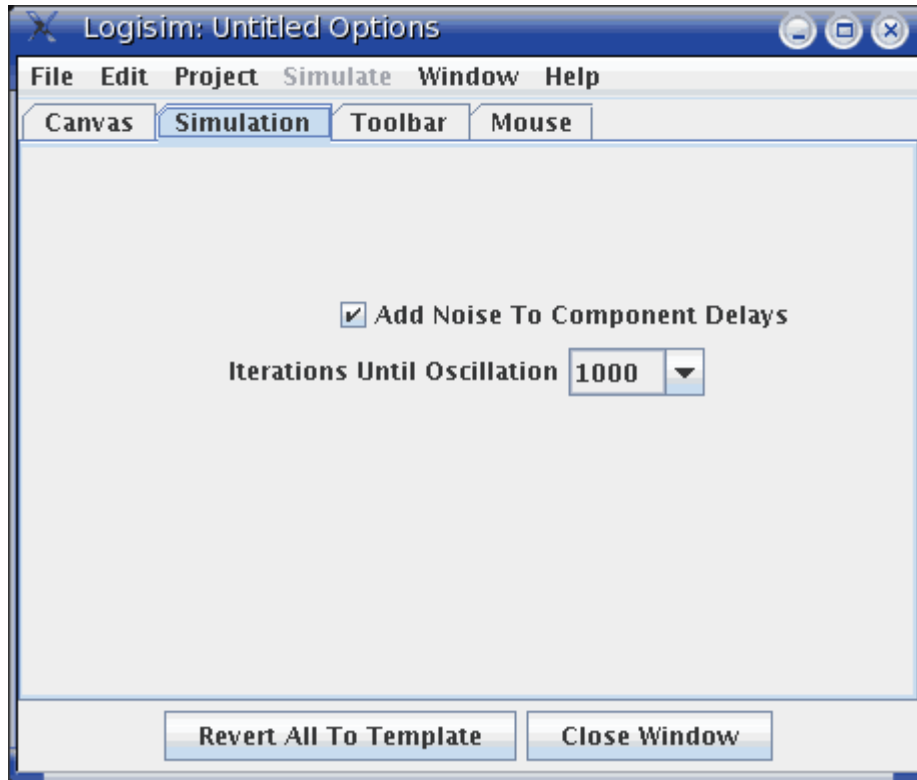 Logisim: Untitled Options
File Edit Project Simulate Window Help
Canvas Simulation Toolbar Mouse
Add Noise To Component Delays
Iterations Until Oscillation 1000
Revert All To Template Close Window